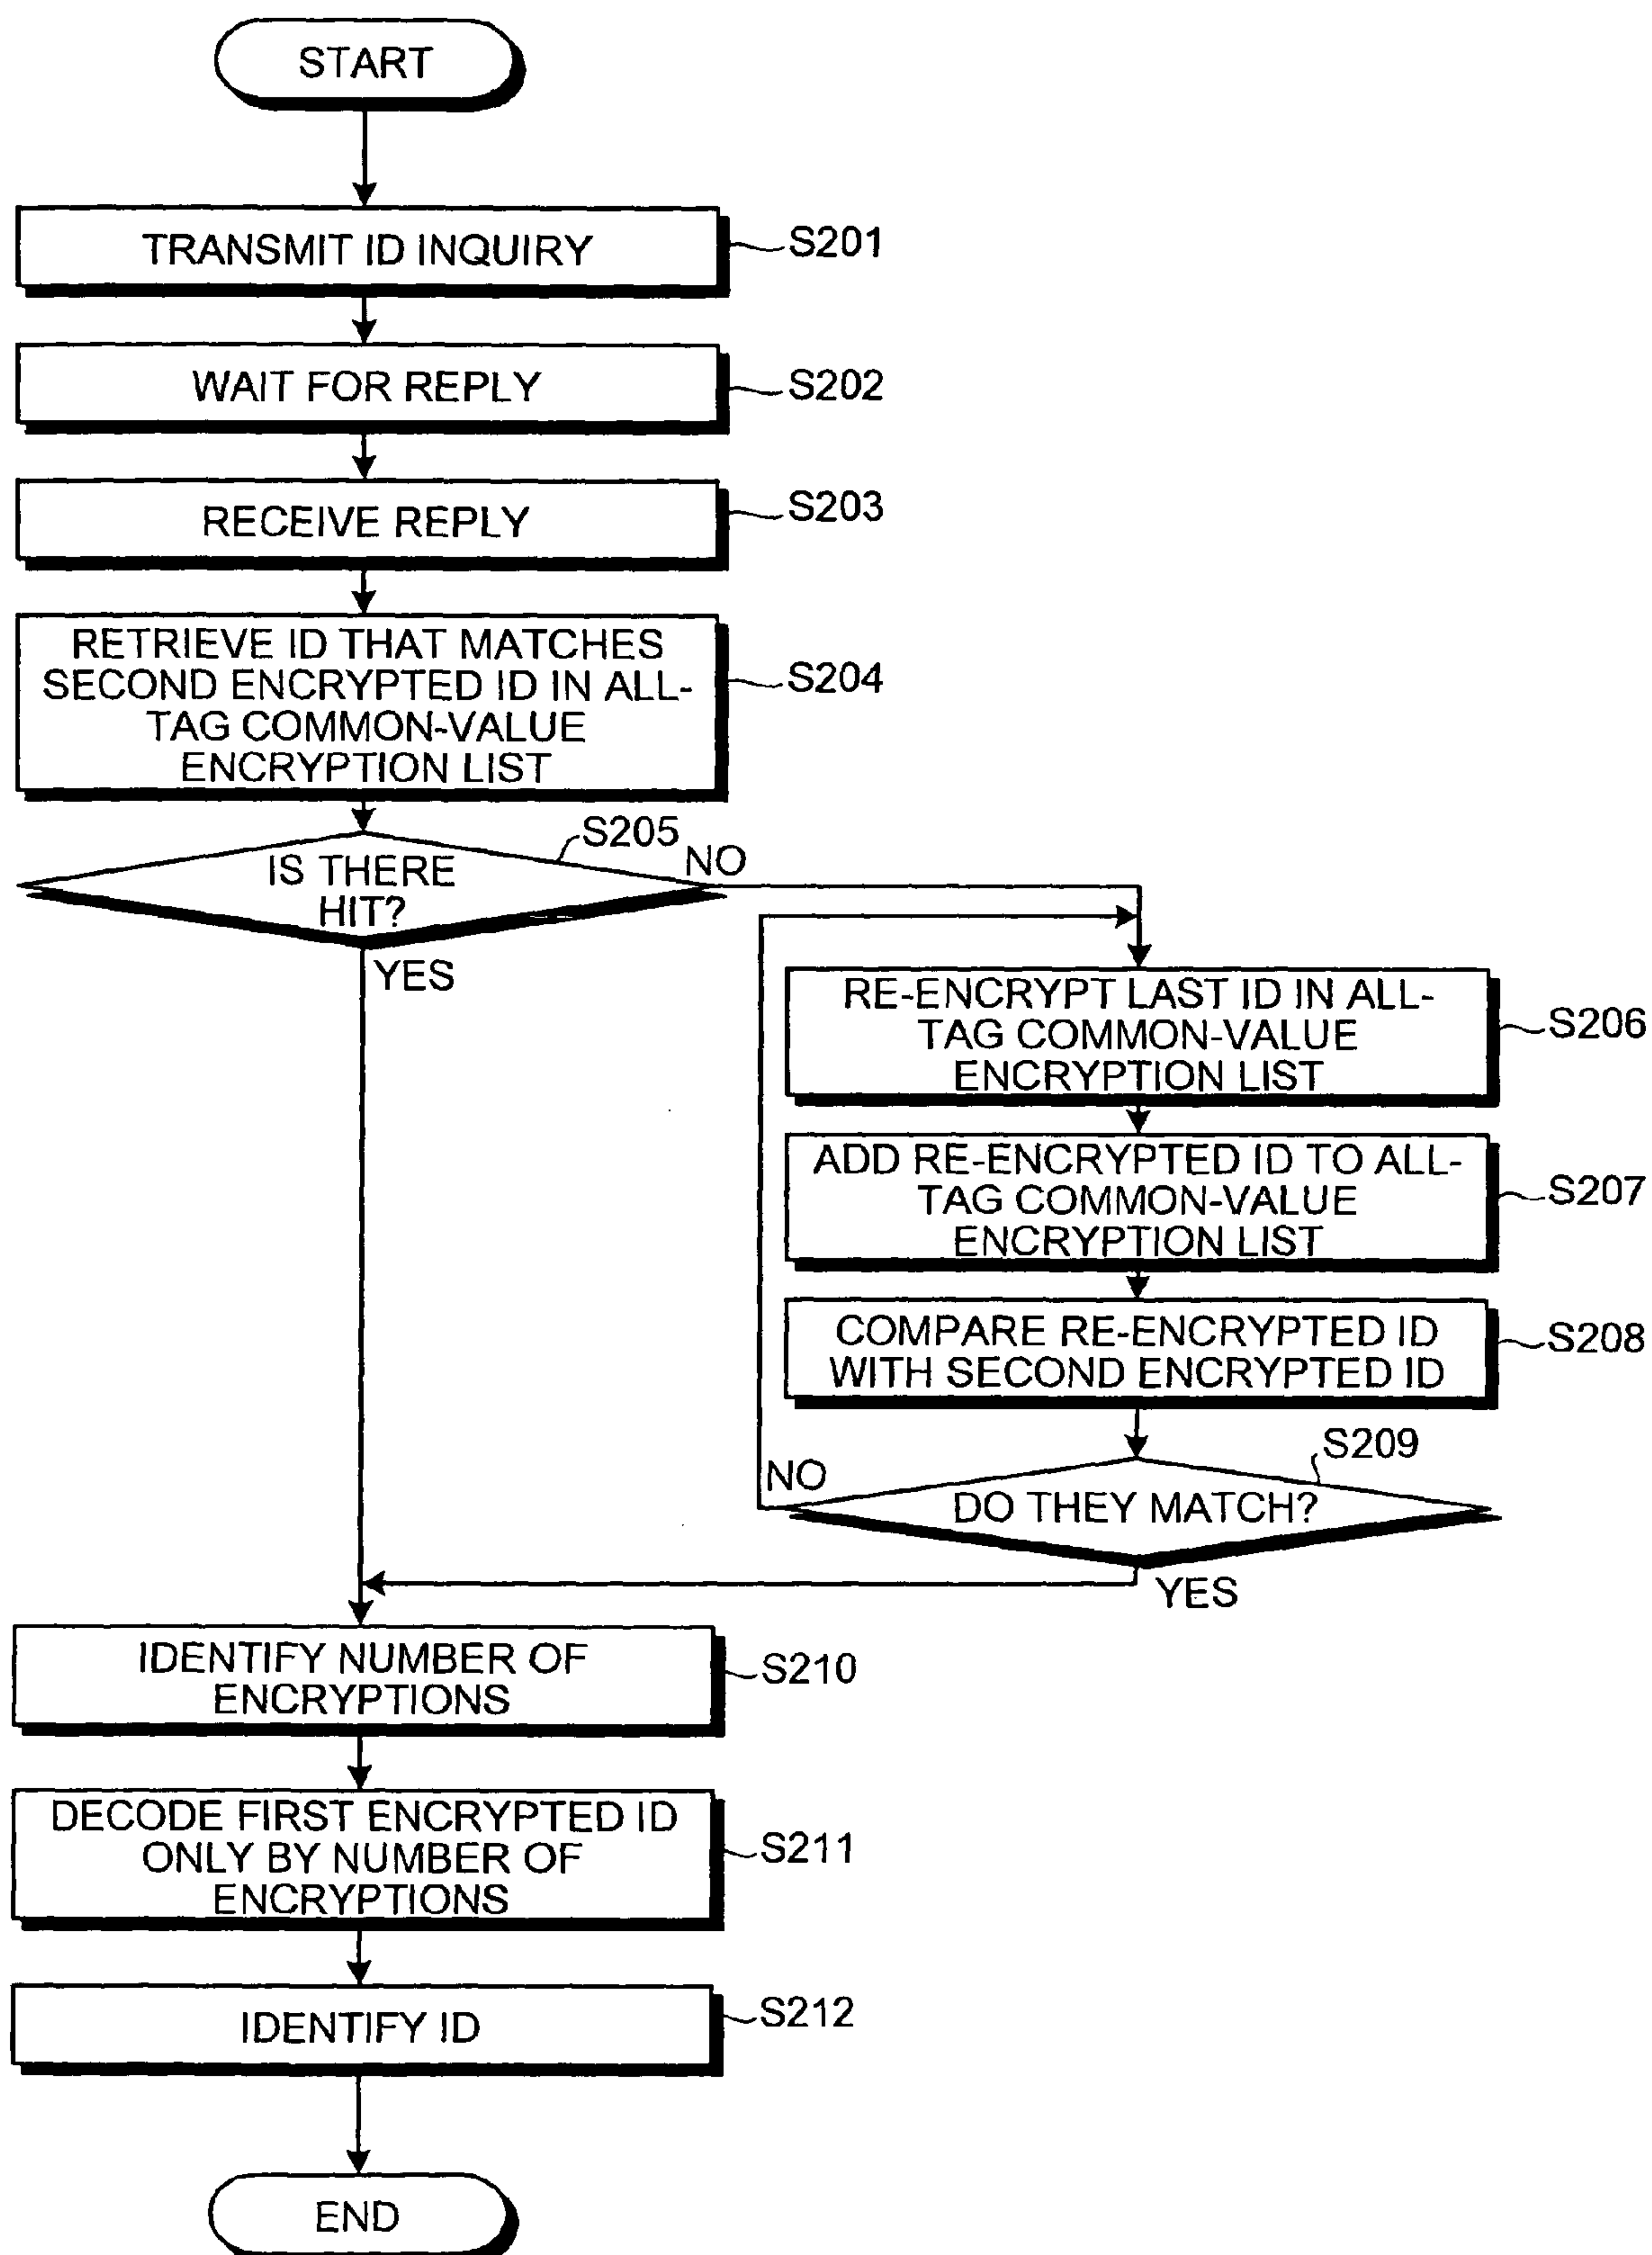 START
TRANSMIT ID INQUIRY
S201
WAIT FOR REPLY
S202
RECEIVE REPLY
S203
RETRIEVE ID THAT MATCHES
SECOND ENCRYPTED ID IN ALL-
TAG COMMON-VALUE
ENCRYPTION LIST
S204
S205
IS THERE
HIT?
NO
YES
RE-ENCRYPT LAST ID IN ALL-
TAG COMMON-VALUE
ENCRYPTION LIST
S206
ADD RE-ENCRYPTED ID TO ALL-
TAG COMMON-VALUE
ENCRYPTION LIST
S207
COMPARE RE-ENCRYPTED ID
WITH SECOND ENCRYPTED ID
S208
S209
NO
DO THEY MATCH?
YES
IDENTIFY NUMBER OF
ENCRYPTIONS
S210
DECODE FIRST ENCRYPTED ID
ONLY BY NUMBER OF
ENCRYPTIONS
S211
IDENTIFY ID
S212
END